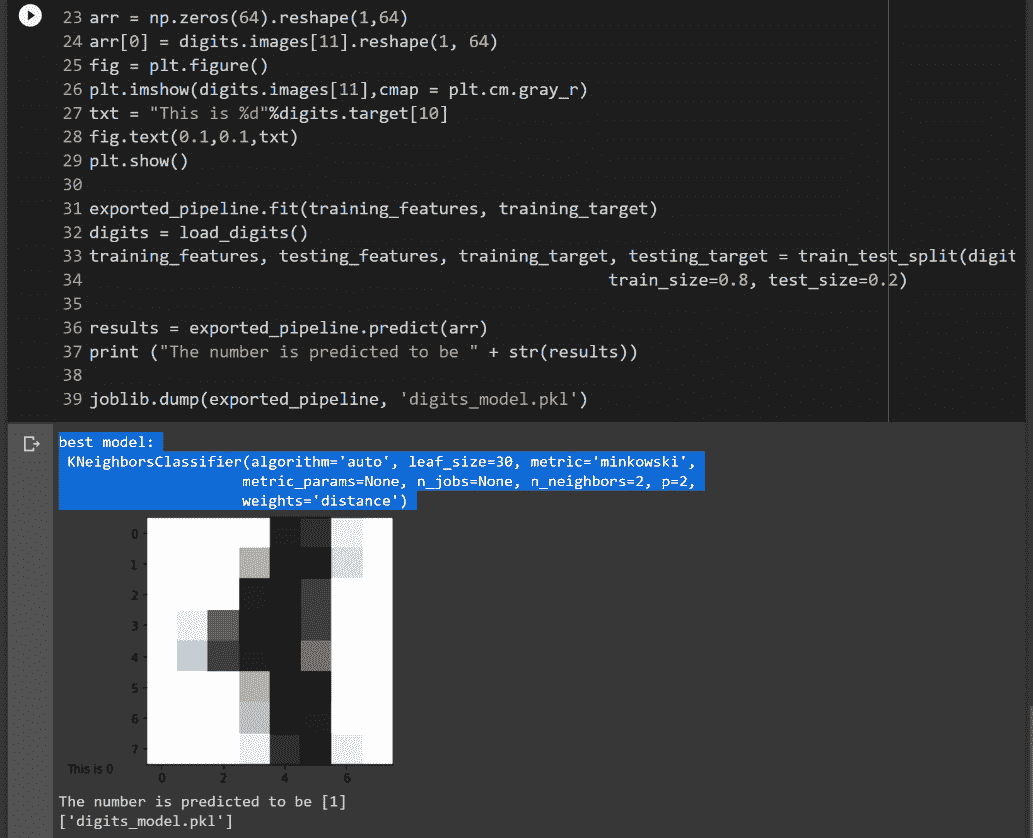 23 arr = np.zeros(64).reshape(1,64)
24 arr[0] = digits.images[11].reshape(1, 64)
25 fig = plt.figure()
26 plt.imshow(digits.images[11],cmap = plt.cm.gray_r)
27 txt = "This is %d"%digits.target[10]
28 fig.text(0.1,0.1,txt)
29 plt.show()
30
31 exported_pipeline.fit(training_features, training_target)
32 digits = load_digits()
33 training_features, testing_features, training_target, testing_target = train_test_split(digit
34 train_size=0.8, test_size=0.2)
35
36 results = exported_pipeline.predict(arr)
37 print ("The number is predicted to be " + str(results))
38
39 joblib.dump(exported_pipeline, 'digits_model.pkl')
best model:
KNeighborsClassifier(algorithm='auto', leaf_size=30, metric='minkowski',
metric_params=None, n_jobs=None, n_neighbors=2, p=2,
weights='distance')
0
1
2
3
4
5
6
7
This is 0
0 2 4 6
The number is predicted to be [1]
['digits_model.pkl']